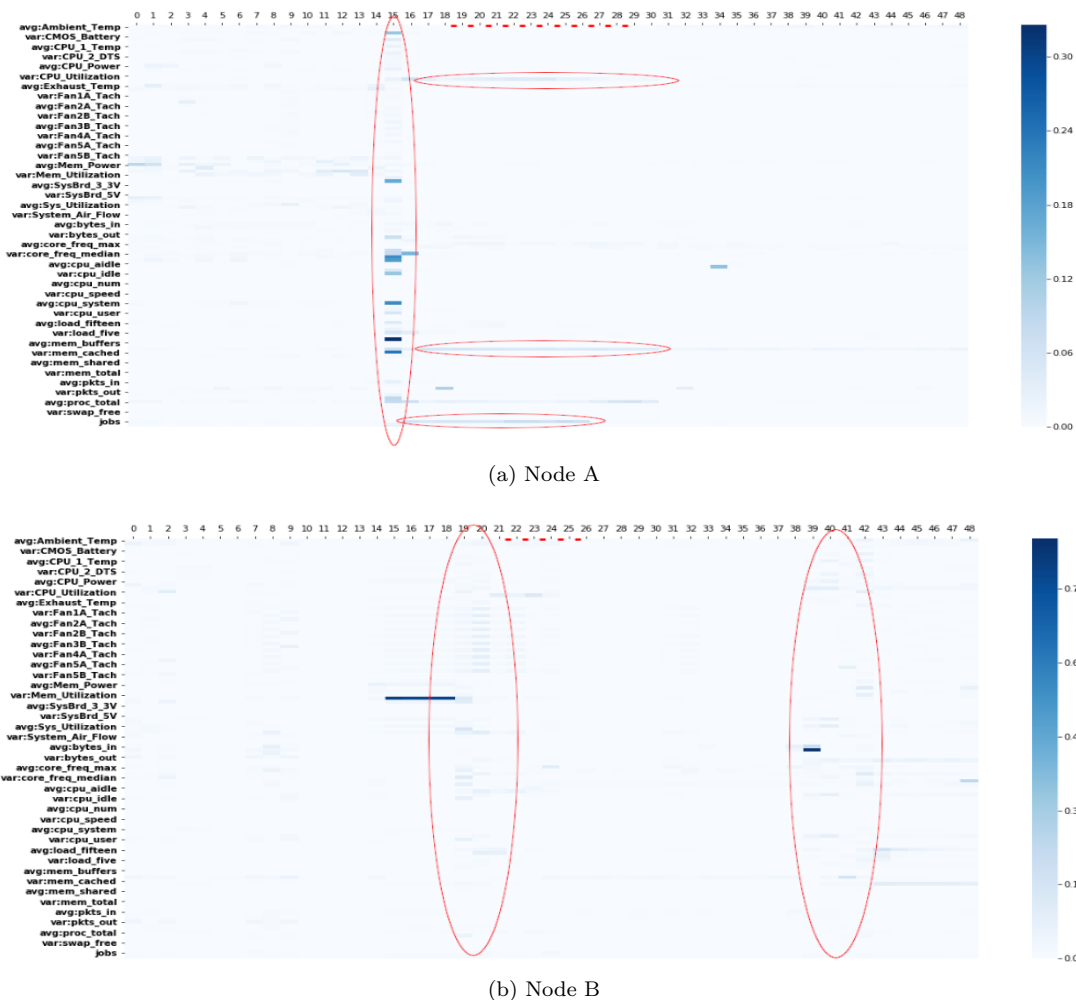 0 1 2 3 4 5 6 7 8 9 10 11 12 13 14 15 16 17 18 19 20 21 22 23 24 25 26 27 28 29 30 31 32 33 34 35 36 37 38 39 40 41 42 43 44 45 46 47 48
avg:Ambient_Temp
var:CMOS_Battery
avg:CPU_1_Temp
var:CPU_2_DTS
avg:CPU_Power
var:CPU_Utilization
avg:Exhaust_Temp
var:Fan1A_Tach
avg:Fan2A_Tach
var:Fan2B_Tach
avg:Fan3B_Tach
var:Fan4A_Tach
avg:Fan5A_Tach
var:Fan5B_Tach
avg:Mem_Power
var:Mem_Utilization
avg:SysBrd_3_3V
var:SysBrd_5V
avg:Sys_Utilization
var:System_Air_Flow
avg:bytes_in
var:bytes_out
avg:core_freq_max
var:core_freq_median
avg:cpu_aidle
var:cpu_idle
avg:cpu_num
var:cpu_speed
avg:cpu_system
var:cpu_user
avg:load_fifteen
var:load_five
avg:mem_buffers
var:mem_cached
avg:mem_shared
var:mem_total
avg:pkts_in
var:pkts_out
avg:proc_total
var:swap_free
jobs
0.30
0.24
0.18
0.12
0.06
0.00
(a) Node A
0 1 2 3 4 5 6 7 8 9 10 11 12 13 14 15 16 17 18 19 20 21 22 23 24 25 26 27 28 29 30 31 32 33 34 35 36 37 38 39 40 41 42 43 44 45 46 47 48
avg:Ambient_Temp
var:CMOS_Battery
avg:CPU_1_Temp
var:CPU_2_DTS
avg:CPU_Power
var:CPU_Utilization
avg:Exhaust_Temp
var:Fan1A_Tach
avg:Fan2A_Tach
var:Fan2B_Tach
avg:Fan3B_Tach
var:Fan4A_Tach
avg:Fan5A_Tach
var:Fan5B_Tach
avg:Mem_Power
var:Mem_Utilization
avg:SysBrd_3_3V
var:SysBrd_5V
avg:Sys_Utilization
var:System_Air_Flow
avg:bytes_in
var:bytes_out
avg:core_freq_max
var:core_freq_median
avg:cpu_aidle
var:cpu_idle
avg:cpu_num
var:cpu_speed
avg:cpu_system
var:cpu_user
avg:load_fifteen
var:load_five
avg:mem_buffers
var:mem_cached
avg:mem_shared
var:mem_total
avg:pkts_in
var:pkts_out
avg:proc_total
var:swap_free
jobs
(b) Node B